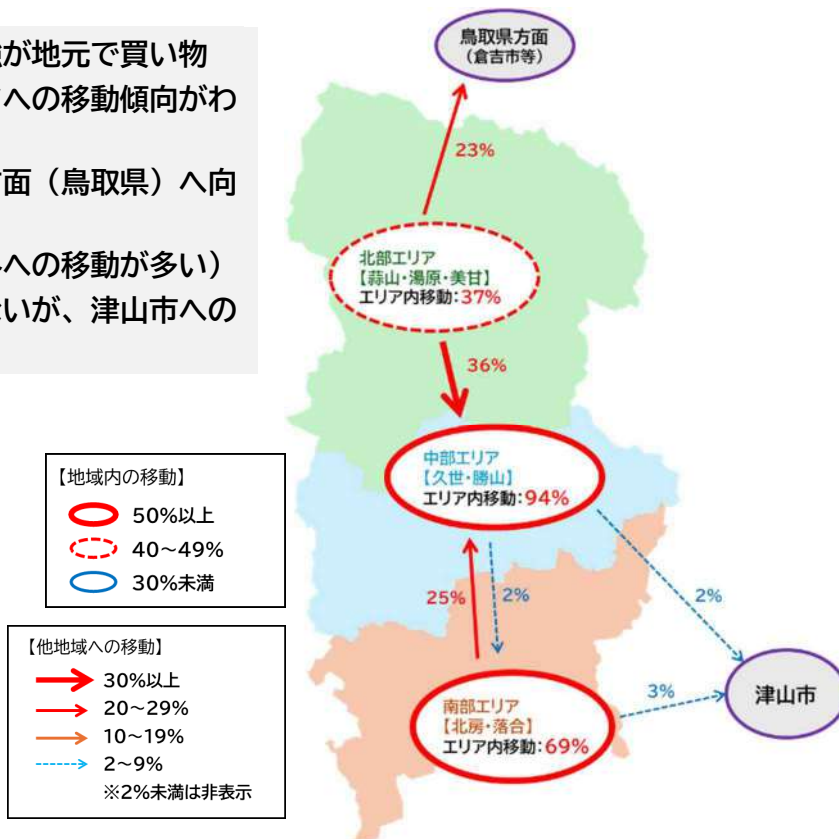 が地元で買い物
への移動傾向がわ
面（鳥取県）へ向
への移動が多い）
いが、津山市への
鳥取県方面
（倉吉市等）
23%
北部エリア
【蒜山・湯原・美甘】
エリア内移動：37%
36%
中部エリア
【久世・勝山】
エリア内移動：94%
25%
2%
2%
南部エリア
【北房・落合】
エリア内移動：69%
3%
津山市
【地域内の移動】
50%以上
40～49%
30%未満
【他地域への移動】
30%以上
20～29%
10～19%
2～9%
※2%未満は非表示